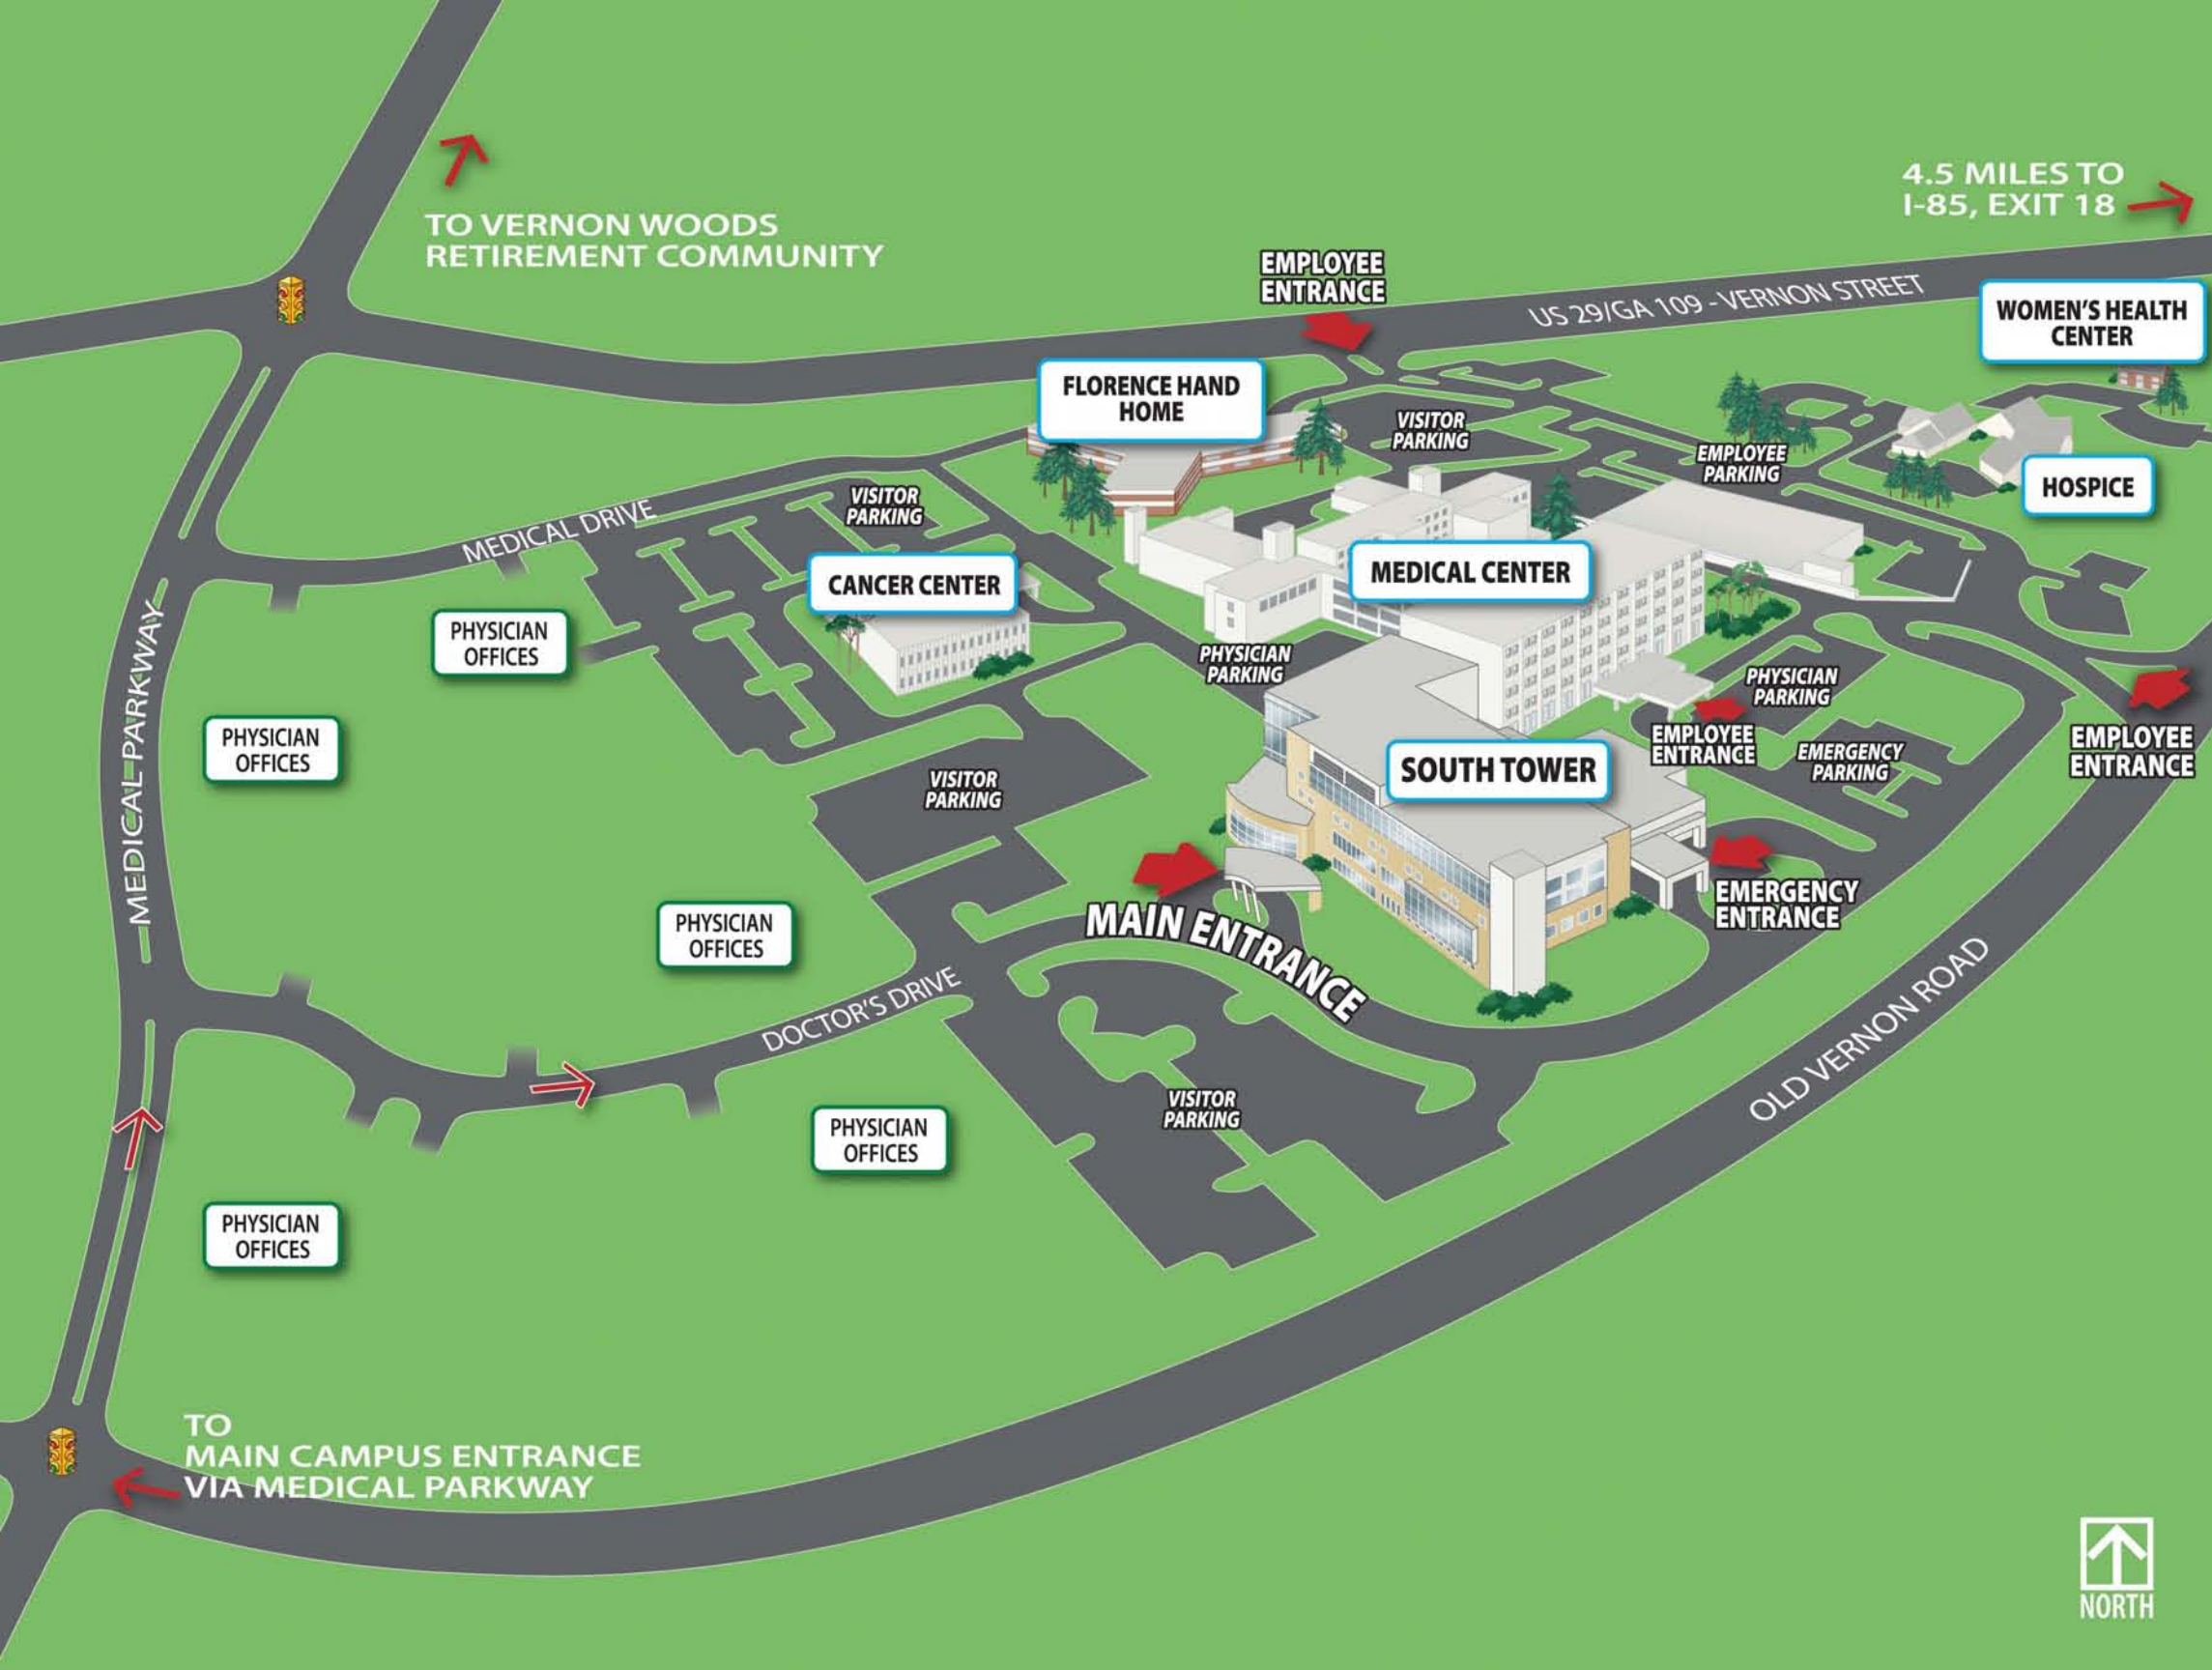 4.5 MILES TO
I-85, EXIT 18
TO VERNON WOODS
RETIREMENT COMMUNITY
EMPLOYEE
ENTRANCE
US 29/GA 109 - VERNON STREET
WOMEN'S HEALTH
CENTER
FLORENCE HAND
HOME
VISITOR
PARKING
EMPLOYEE
PARKING
HOSPICE
VISITOR
PARKING
MEDICAL DRIVE
CANCER CENTER
MEDICAL CENTER
PHYSICIAN
OFFICES
PHYSICIAN
PARKING
PHYSICIAN
PARKING
MEDICAL PARKWAY
PHYSICIAN
OFFICES
EMPLOYEE
ENTRANCE
EMERGENCY
PARKING
EMPLOYEE
ENTRANCE
SOUTH TOWER
VISITOR
PARKING
EMERGENCY
ENTRANCE
MAIN ENTRANCE
PHYSICIAN
OFFICES
DOCTOR'S DRIVE
OLD VERNON ROAD
VISITOR
PARKING
PHYSICIAN
OFFICES
PHYSICIAN
OFFICES
TO
MAIN CAMPUS ENTRANCE
VIA MEDICAL PARKWAY
NORTH